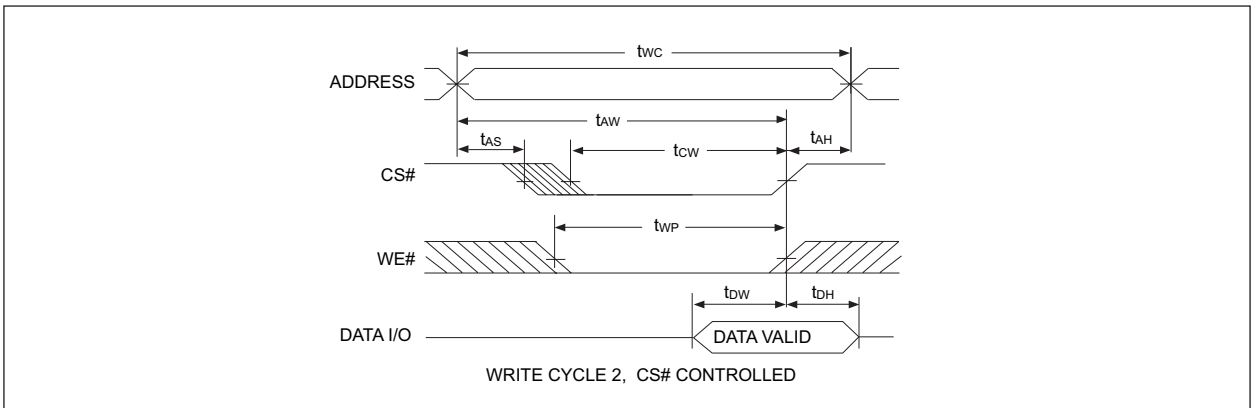 tWC
ADDRESS
tAW
tAS
tCW
tAH
CS#
tWP
WE#
tDW
tDH
DATA I/O
DATA VALID
WRITE CYCLE 2, CS# CONTROLLED